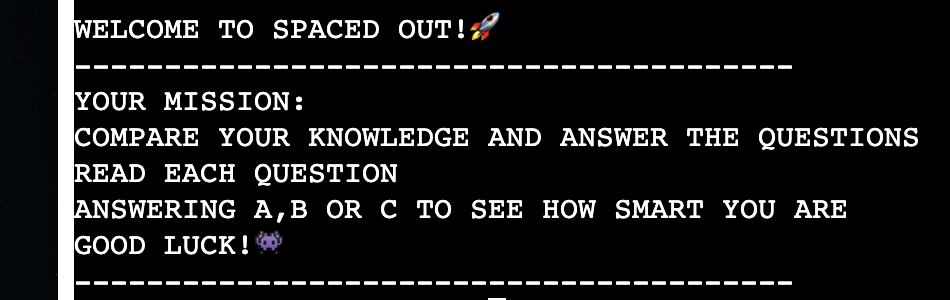 WELCOME TO SPACED OUT!🚀
----------------------------------------
YOUR MISSION:
COMPARE YOUR KNOWLEDGE AND ANSWER THE QUESTIONS
READ EACH QUESTION
ANSWERING A,B OR C TO SEE HOW SMART YOU ARE
GOOD LUCK!👾
----------------------------------------